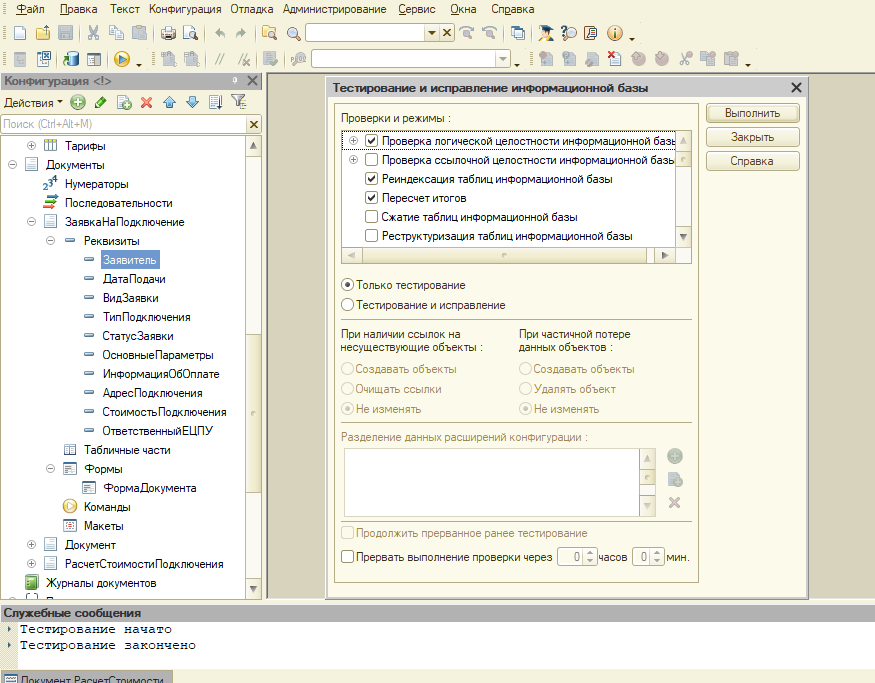 Файл Правка Текст Конфигурация Отладка Администрирование Сервис Окна Справка
Конфигурация <!>
Действия
Поиск (Ctrl+Alt+M)
Тарифы
Документы
Нумераторы
Последовательности
ЗаявкаНаПодключение
Реквизиты
Заявитель
ДатаПодачи
ВидЗаявки
ТипПодключения
СтатусЗаявки
ОсновныеПараметры
ИнформацияОбОплате
АдресПодключения
СтоимостьПодключения
ОтветственныйЕЦПУ
Табличные части
Формы
ФормаДокумента
Команды
Макеты
Документ
РасчетСтоимостиПодключения
Журналы документов
Тестирование и исправление информационной базы
Проверки и режимы :
Проверка логической целостности информационной базы
Проверка ссылочной целостности информационной базы
Реиндексация таблиц информационной базы
Пересчет итогов
Сжатие таблиц информационной базы
Реструктуризация таблиц информационной базы
Выполнить
Закрыть
Справка
Только тестирование
Тестирование и исправление
При наличии ссылок на
несуществующие объекты :
Создавать объекты
Очищать ссылки
Не изменять
При частичной потере
данных объектов :
Создавать объекты
Удалять объект
Не изменять
Разделение данных расширений конфигурации :
Продолжить прерванное ранее тестирование
Прервать выполнение проверки через 0 часов 0 мин.
Служебные сообщения
Тестирование начато
Тестирование закончено
Документ РасчетСтоимости